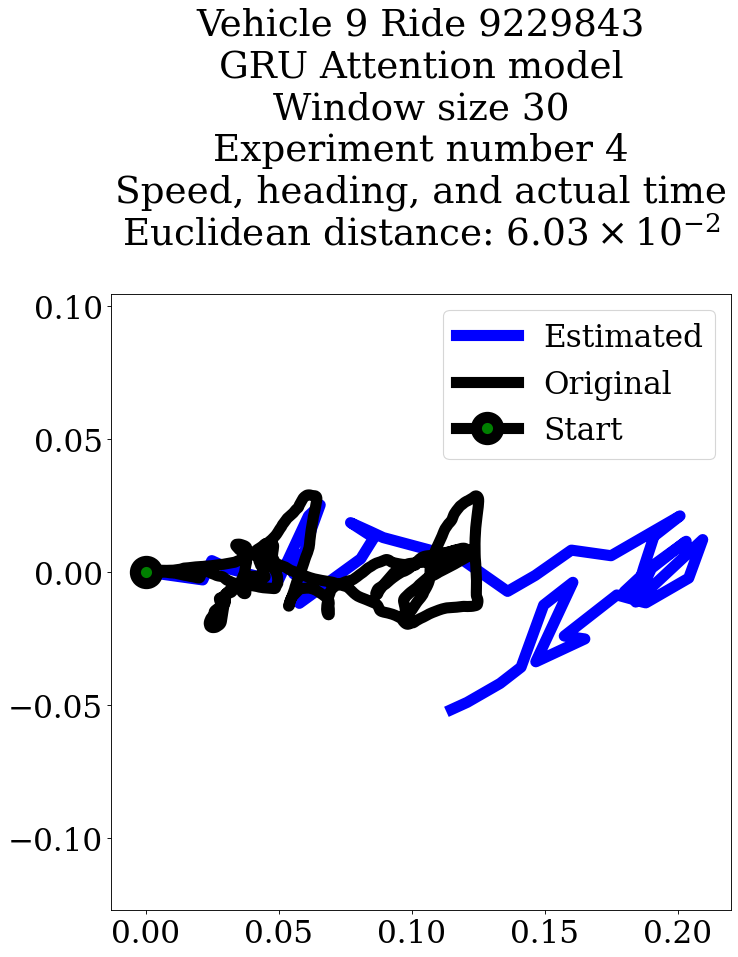 Vehicle 9 Ride 9229843
GRU Attention model
Window size 30
Experiment number 4
Speed, heading, and actual time
Euclidean distance: 6.03 × 10⁻²
0.10
0.05
0.00
−0.05
−0.10
Estimated
Original
Start
0.00 0.05 0.10 0.15 0.20